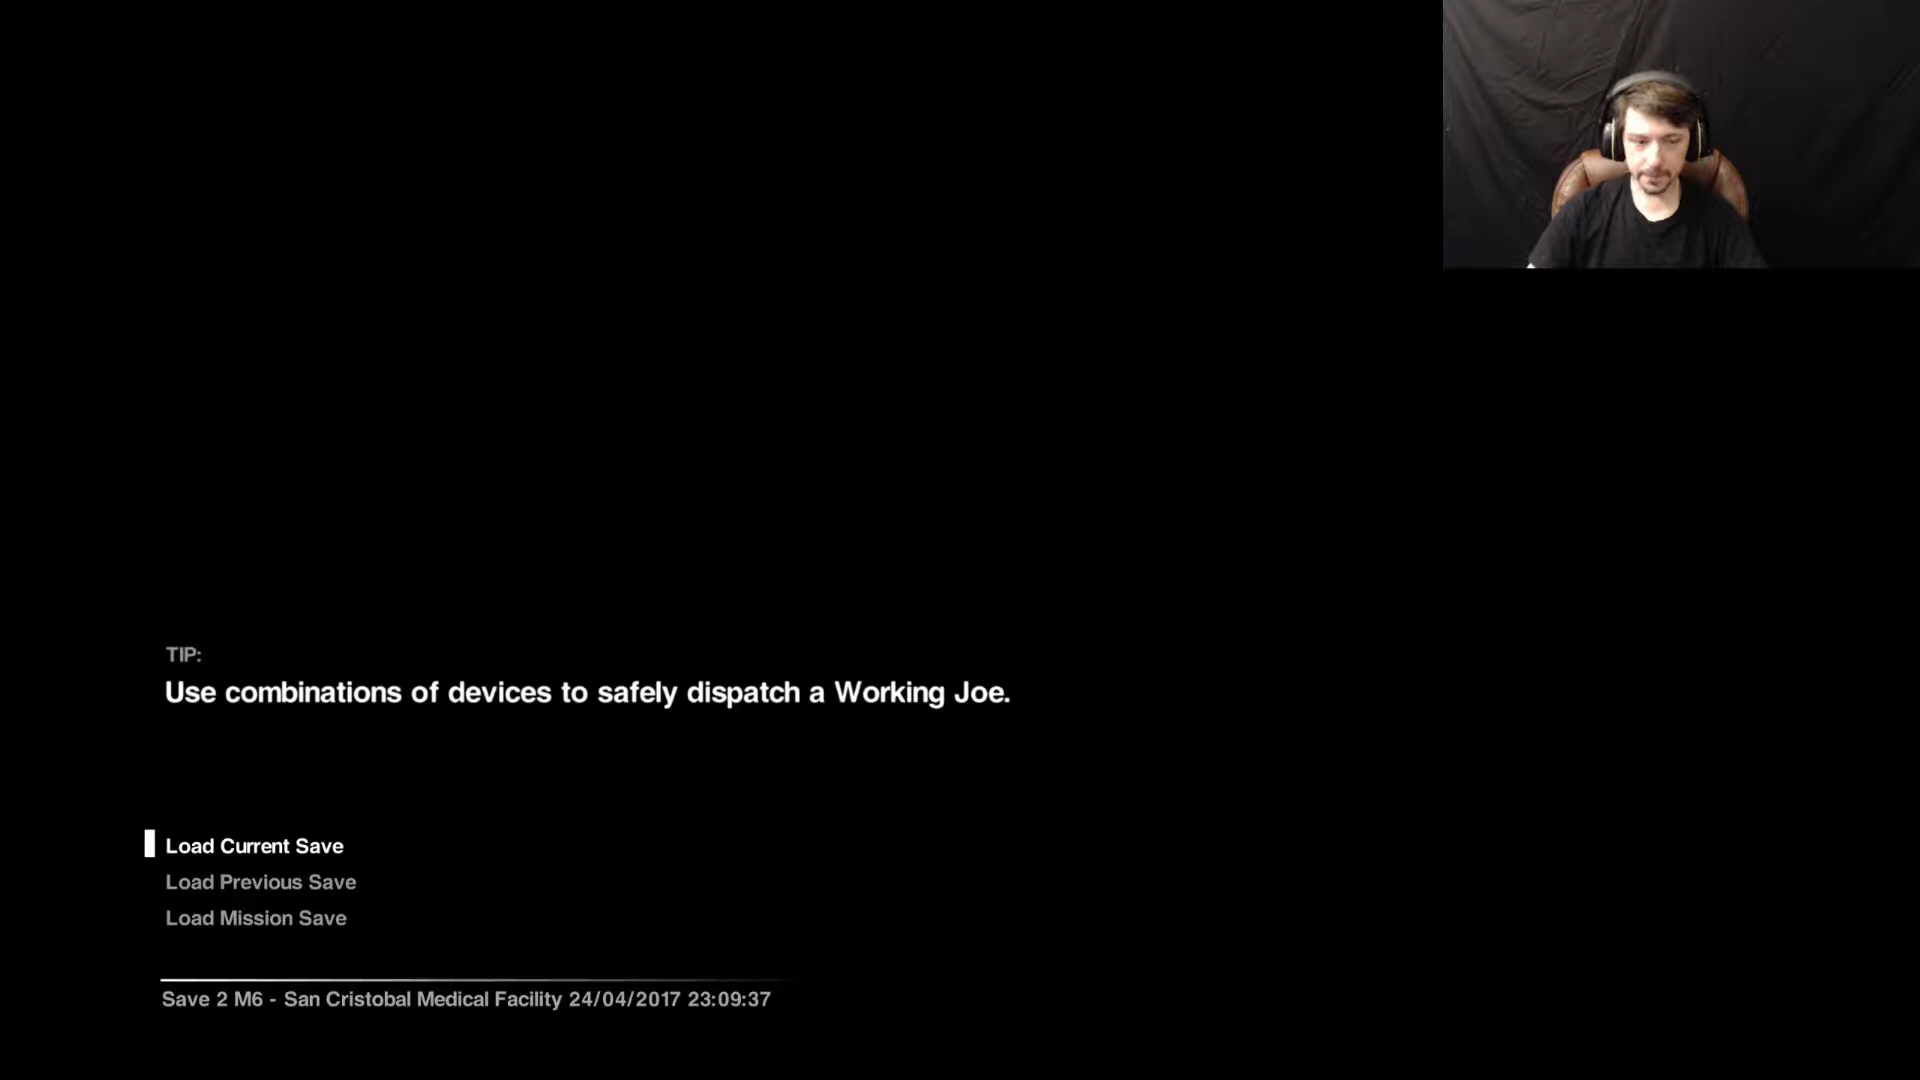 TIP:
Use combinations of devices to safely dispatch a Working Joe.
Load Current Save
Load Previous Save
Load Mission Save
Save 2 M6 - San Cristobal Medical Facility 24/04/2017 23:09:37